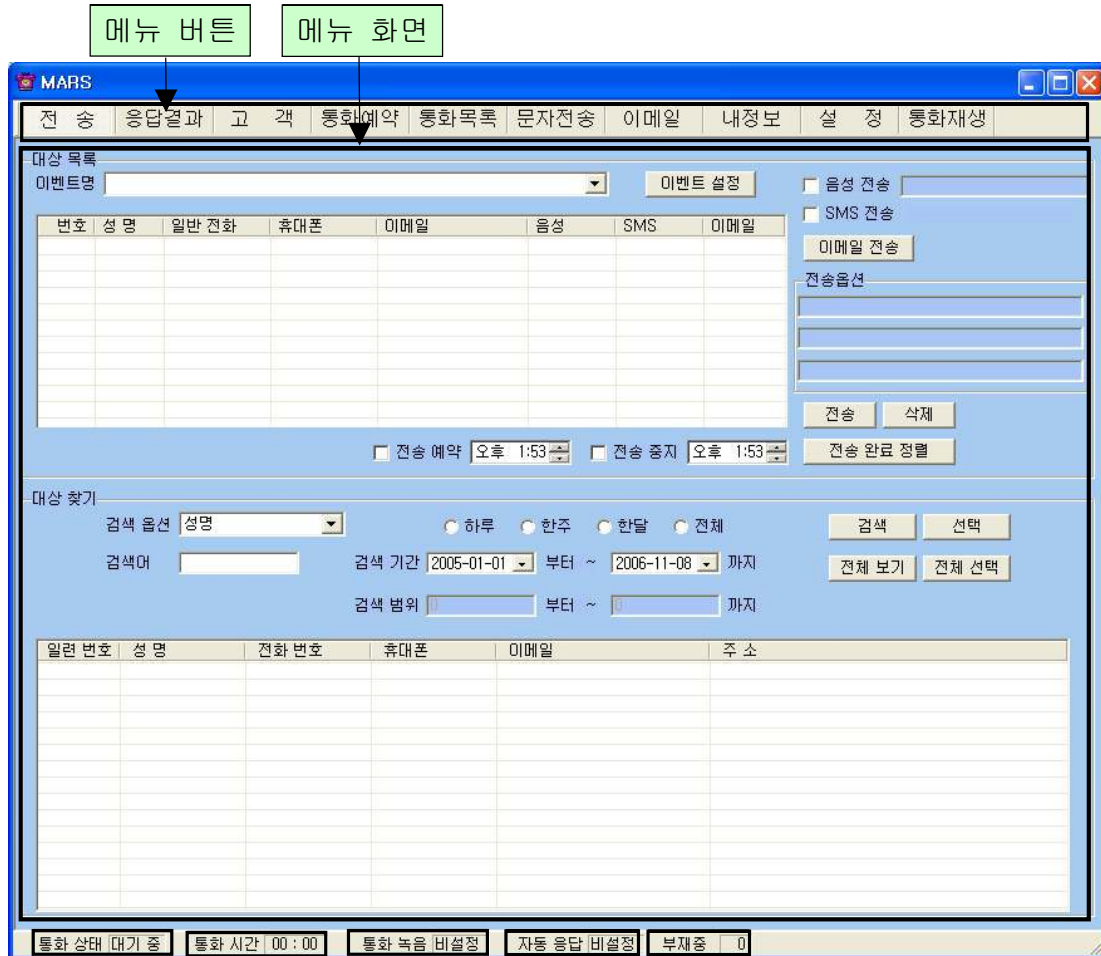 메뉴 버튼 메뉴 화면
MARS
전 송 응답결과 고 객 통화예약 통화목록 문자전송 이메일 내정보 설 정 통화재생
대상 목록
이벤트명 이벤트 설정 음성 전송
SMS 전송
번호 성 명 일반 전화 휴대폰 이메일 음성 SMS 이메일
이메일 전송
전송옵션
전송 삭제
전송 예약 오후 1:53 전송 중지 오후 1:53 전송 완료 정렬
대상 찾기
검색 옵션 성명 하루 한주 한달 전체 검색 선택
검색어 검색 기간 2005-01-01 부터 ~ 2006-11-08 까지 전체 보기 전체 선택
검색 범위 0 부터 ~ 0 까지
일련 번호 성 명 전화 번호 휴대폰 이메일 주 소
통화 상태 대기 중 통화 시간 00 : 00 통화 녹음 비설정 자동 응답 비설정 부재중 0